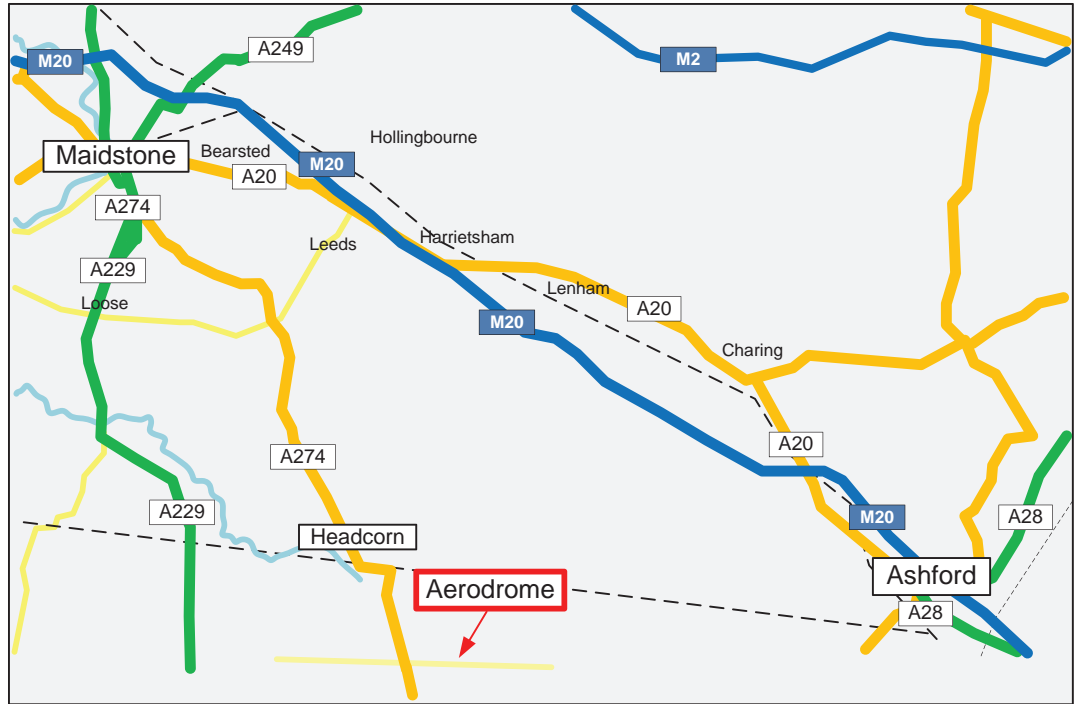 A249
M20
M2
Hollingbourne
Maidstone
Bearsted
M20
A20
A274
Leeds
Harrietsham
A229
Lenham
Loose
A20
M20
Charing
A20
A274
A229
M20
A28
Headcorn
Ashford
Aerodrome
A28